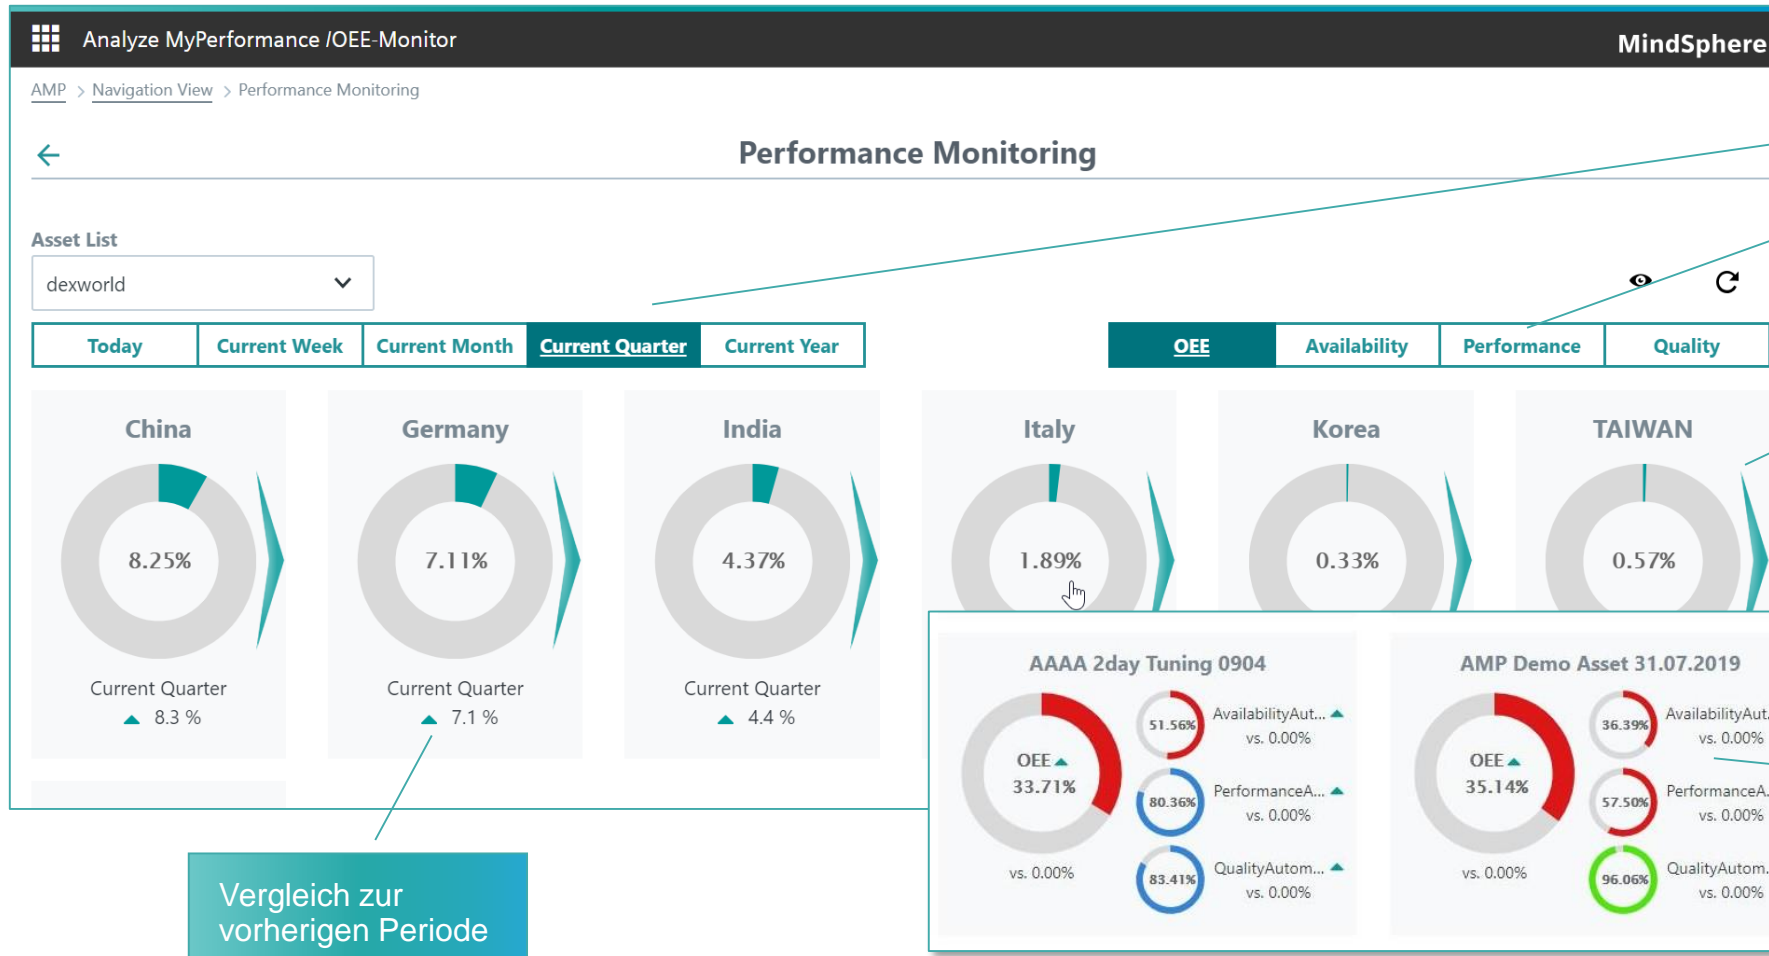 Analyze MyPerformance /OEE-Monitor
MindSphere
AMP > Navigation View > Performance Monitoring
Performance Monitoring
Asset List
dexworld
Today Current Week Current Month Current Quarter Current Year
OEE Availability Performance Quality
China Germany India Italy Korea TAIWAN
8.25% 7.11% 4.37% 1.89% 0.33% 0.57%
Current Quarter Current Quarter Current Quarter
8.3 % 7.1 % 4.4 %
AAAA 2day Tuning 0904
OEE
33.71%
vs. 0.00%
51.56% AvailabilityAut...
vs. 0.00%
80.36% PerformanceA...
vs. 0.00%
83.41% QualityAutom...
vs. 0.00%
AMP Demo Asset 31.07.2019
OEE
35.14%
vs. 0.00%
36.39% AvailabilityAut.
vs. 0.00%
57.50% PerformanceA.
vs. 0.00%
96.06% QualityAutom.
vs. 0.00%
Vergleich zur
vorherigen Periode